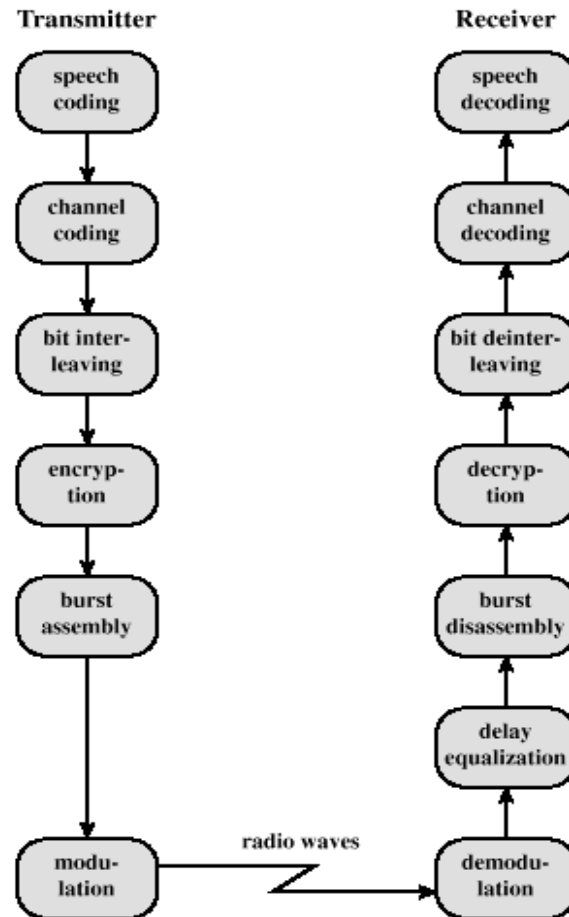 Transmitter
Receiver
speech
coding
channel
coding
bit inter-
leaving
encryp-
tion
burst
assembly
modu-
lation
radio waves
speech
decoding
channel
decoding
bit deinter-
leaving
decryp-
tion
burst
disassembly
delay
equalization
demodu-
lation